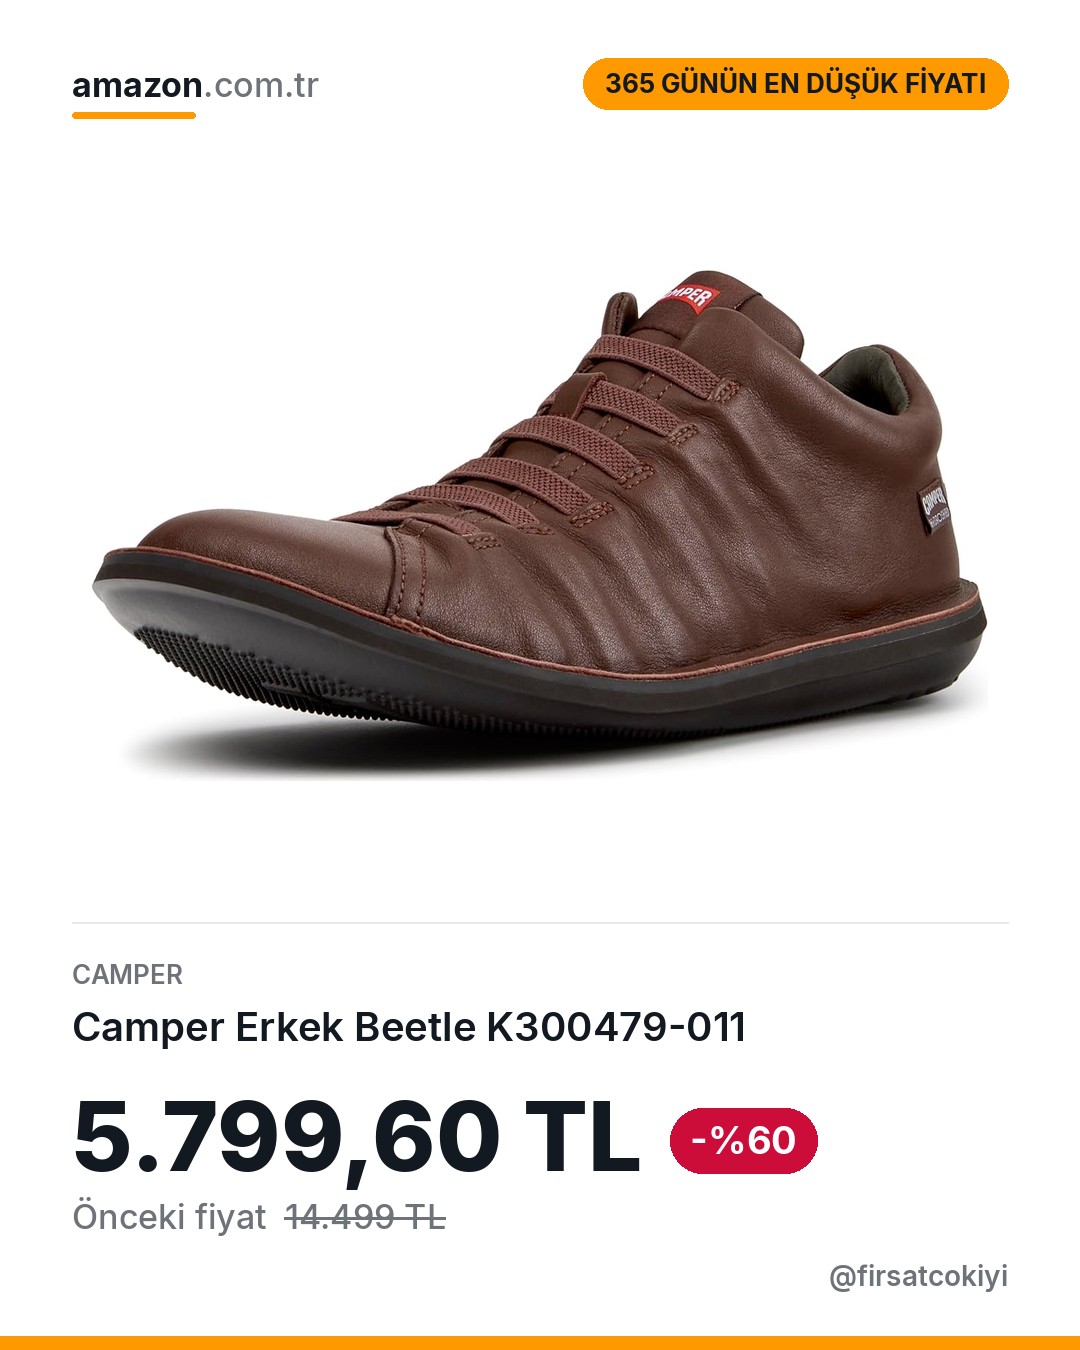 amazon.com.tr
365 GÜNÜN EN DÜŞÜK FİYATI
CAMPER
CAMPER
Camper Erkek Beetle K300479-011
5.799,60 TL
-%60
Önceki fiyat 14.499 TL
@firsatcokiyi